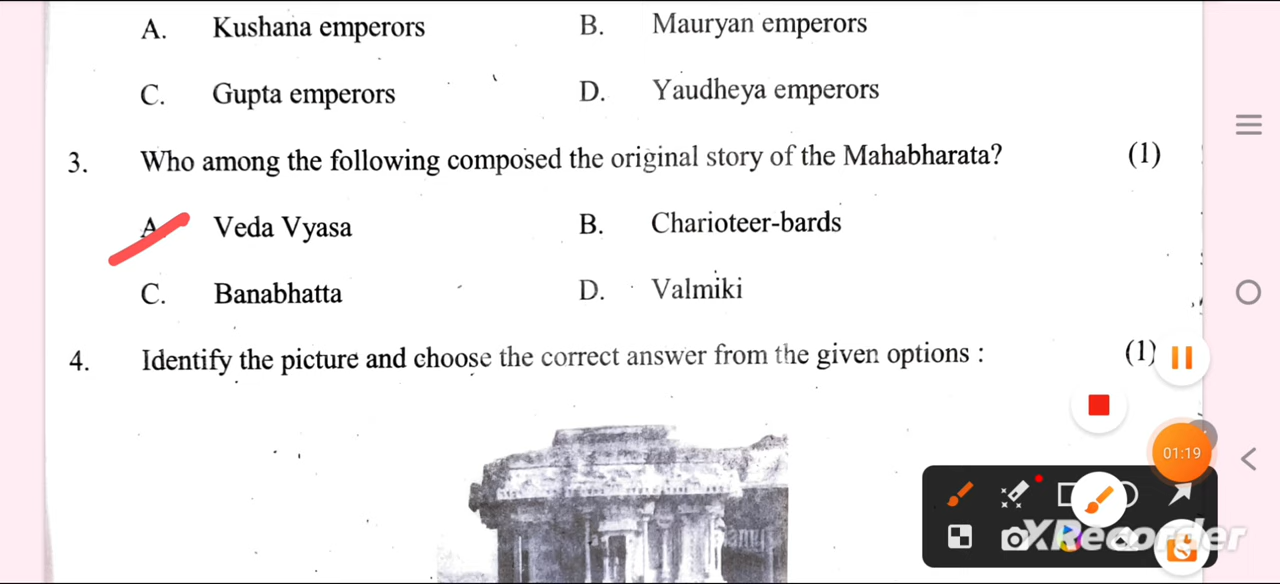 A. Kushana emperors B. Mauryan emperors
C. Gupta emperors D. Yaudheya emperors
3. Who among the following composed the original story of the Mahabharata? (1)
A Veda Vyasa B. Charioteer-bards
C. Banabhatta D. Valmiki
4. Identify the picture and choose the correct answer from the given options : (1)
01:19
XRecorder